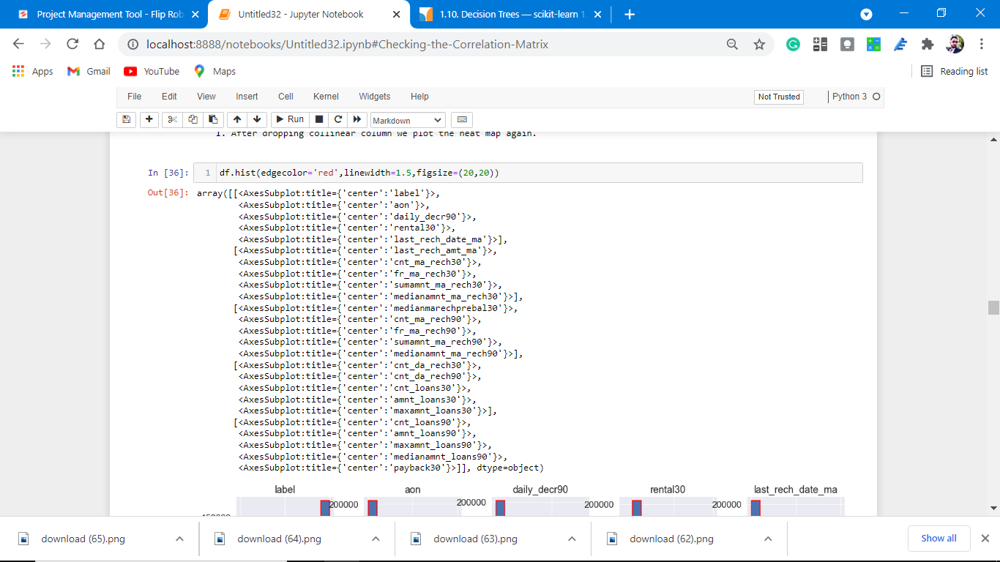 Project Management Tool - Flip Rob
Untitled32 - Jupyter Notebook
1.10. Decision Trees — scikit-learn 1.
localhost:8888/notebooks/Untitled32.ipynb#Checking-the-Correlation-Matrix
Apps Gmail YouTube Maps Reading list
File Edit View Insert Cell Kernel Widgets Help Not Trusted Python 3
Run Markdown
1. After dropping collinear column we plot the heat map again.
In [36]: 1 df.hist(edgecolor='red',linewidth=1.5,figsize=(20,20))
Out[36]: array([[<AxesSubplot:title={'center':'label'}>,
<AxesSubplot:title={'center':'aon'}>,
<AxesSubplot:title={'center':'daily_decr90'}>,
<AxesSubplot:title={'center':'rental30'}>,
<AxesSubplot:title={'center':'last_rech_date_ma'}>],
[<AxesSubplot:title={'center':'last_rech_amt_ma'}>,
<AxesSubplot:title={'center':'cnt_ma_rech30'}>,
<AxesSubplot:title={'center':'fr_ma_rech30'}>,
<AxesSubplot:title={'center':'sumamnt_ma_rech30'}>,
<AxesSubplot:title={'center':'medianamnt_ma_rech30'}>],
[<AxesSubplot:title={'center':'medianmarechprebal30'}>,
<AxesSubplot:title={'center':'cnt_ma_rech90'}>,
<AxesSubplot:title={'center':'fr_ma_rech90'}>,
<AxesSubplot:title={'center':'sumamnt_ma_rech90'}>,
<AxesSubplot:title={'center':'medianamnt_ma_rech90'}>],
[<AxesSubplot:title={'center':'cnt_da_rech30'}>,
<AxesSubplot:title={'center':'cnt_da_rech90'}>,
<AxesSubplot:title={'center':'cnt_loans30'}>,
<AxesSubplot:title={'center':'amnt_loans30'}>,
<AxesSubplot:title={'center':'maxamnt_loans30'}>],
[<AxesSubplot:title={'center':'cnt_loans90'}>,
<AxesSubplot:title={'center':'amnt_loans90'}>,
<AxesSubplot:title={'center':'maxamnt_loans90'}>,
<AxesSubplot:title={'center':'medianamnt_loans90'}>,
<AxesSubplot:title={'center':'payback30'}>]], dtype=object)
label aon daily_decr90 rental30 last_rech_date_ma
200000 200000 200000 200000
download (65).png download (64).png download (63).png download (62).png Show all